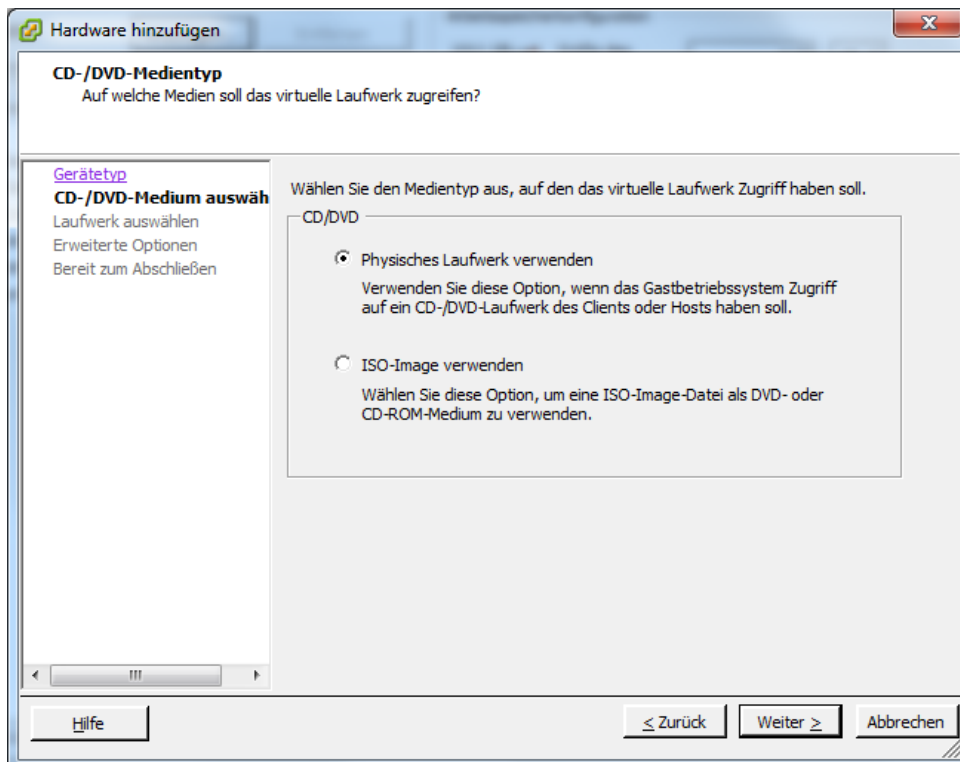 Hardware hinzufügen
CD-/DVD-Medientyp
Auf welche Medien soll das virtuelle Laufwerk zugreifen?
Gerätetyp
CD-/DVD-Medium auswäh
Laufwerk auswählen
Erweiterte Optionen
Bereit zum Abschließen
Wählen Sie den Medientyp aus, auf den das virtuelle Laufwerk Zugriff haben soll.
CD/DVD
Physisches Laufwerk verwenden
Verwenden Sie diese Option, wenn das Gastbetriebssystem Zugriff
auf ein CD-/DVD-Laufwerk des Clients oder Hosts haben soll.
ISO-Image verwenden
Wählen Sie diese Option, um eine ISO-Image-Datei als DVD- oder
CD-ROM-Medium zu verwenden.
Hilfe
< Zurück
Weiter >
Abbrechen